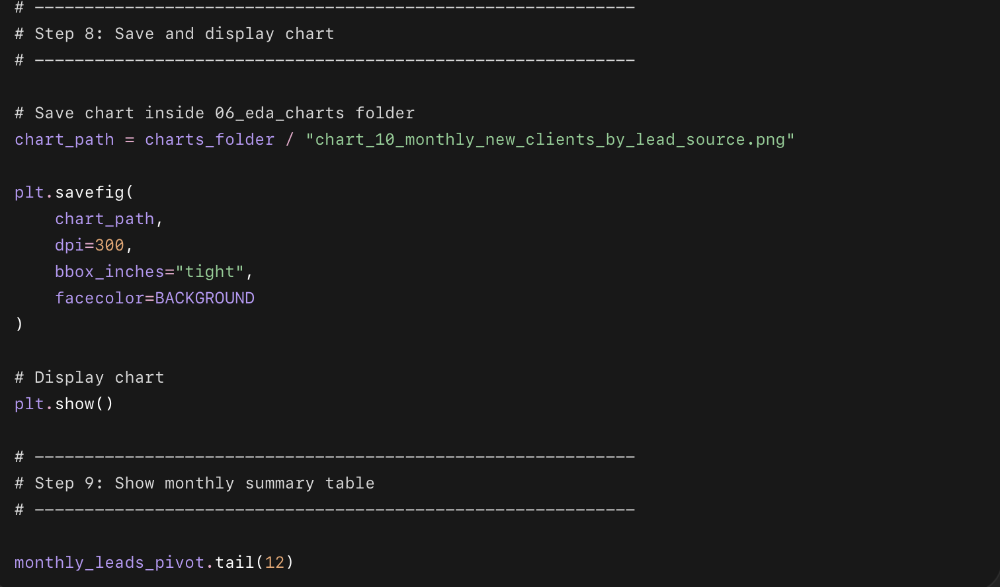 # ------------------------------------------------------------
# Step 8: Save and display chart
# ------------------------------------------------------------
# Save chart inside 06_eda_charts folder
chart_path = charts_folder / "chart_10_monthly_new_clients_by_lead_source.png"
plt.savefig(
    chart_path,
    dpi=300,
    bbox_inches="tight",
    facecolor=BACKGROUND
)
# Display chart
plt.show()
# ------------------------------------------------------------
# Step 9: Show monthly summary table
# ------------------------------------------------------------
monthly_leads_pivot.tail(12)